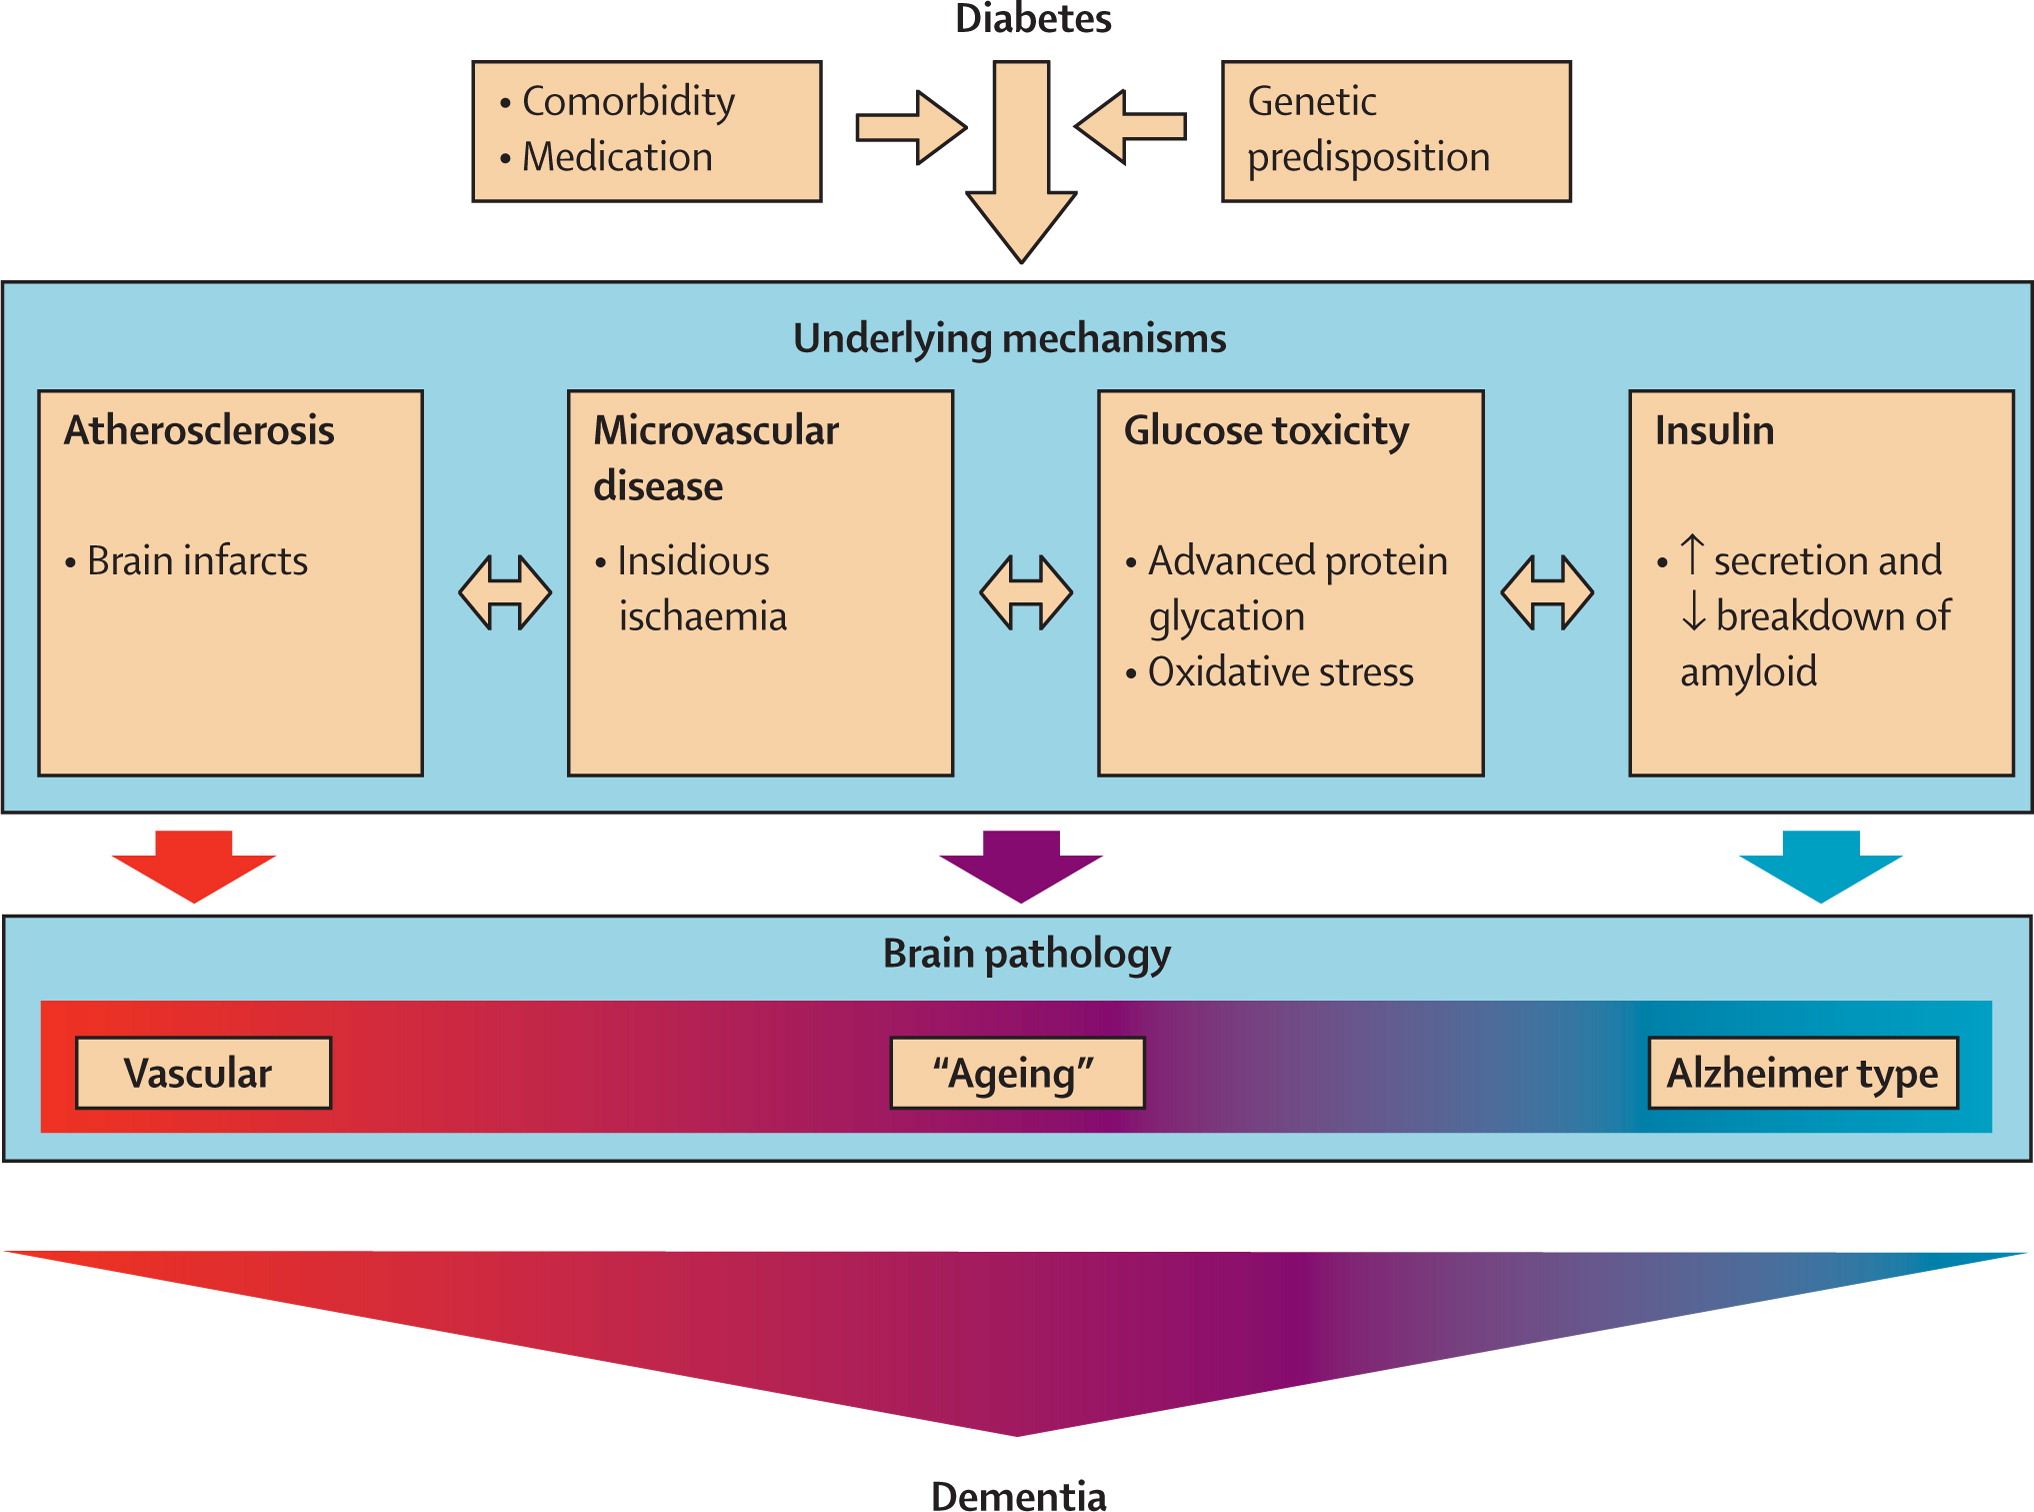 Diabetes
• Comorbidity
• Medication
Genetic
predisposition
Underlying mechanisms
Atherosclerosis
• Brain infarcts
Microvascular
disease
• Insidious
ischaemia
Glucose toxicity
• Advanced protein
glycation
• Oxidative stress
Insulin
• ↑ secretion and
↓ breakdown of
amyloid
Brain pathology
Vascular
“Ageing”
Alzheimer type
Dementia